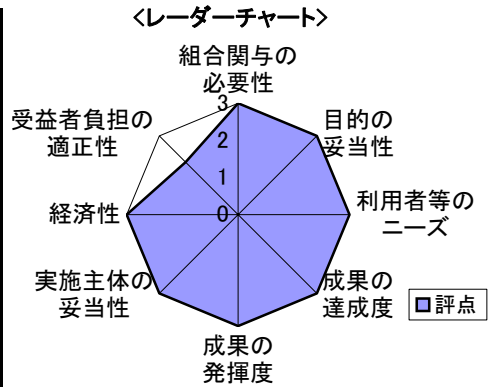 <レーダーチャート>
組合関与の
必要性
目的の
妥当性
利用者等の
ニーズ
成果の
達成度
成果の
発揮度
実施主体の
妥当性
経済性
受益者負担の
適正性
3
2
1
0
評点